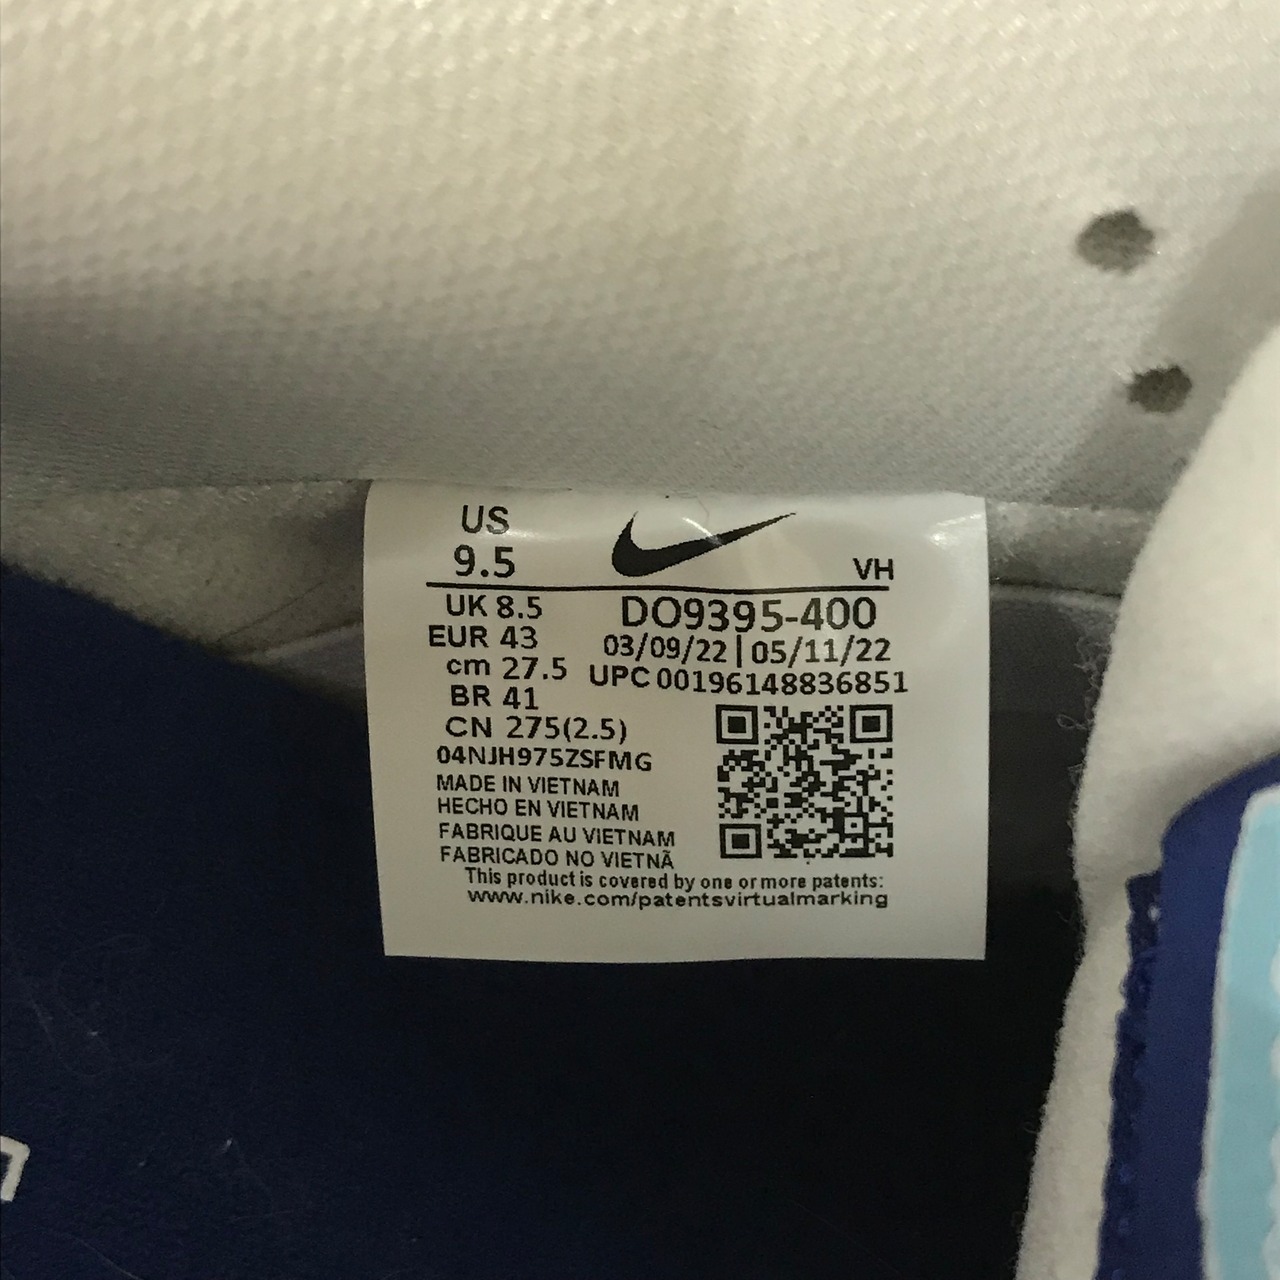 US
9.5
VH
UK 8.5
DO9395-400
EUR 43
03/09/22 | 05/11/22
cm 27.5
UPC 00196148836851
BR 41
CN 275(2.5)
04NJH975ZSFMG
MADE IN VIETNAM
HECHO EN VIETNAM
FABRIQUE AU VIETNAM
FABRICADO NO VIETNÃ
This product is covered by one or more patents:
www.nike.com/patentsvirtualmarking